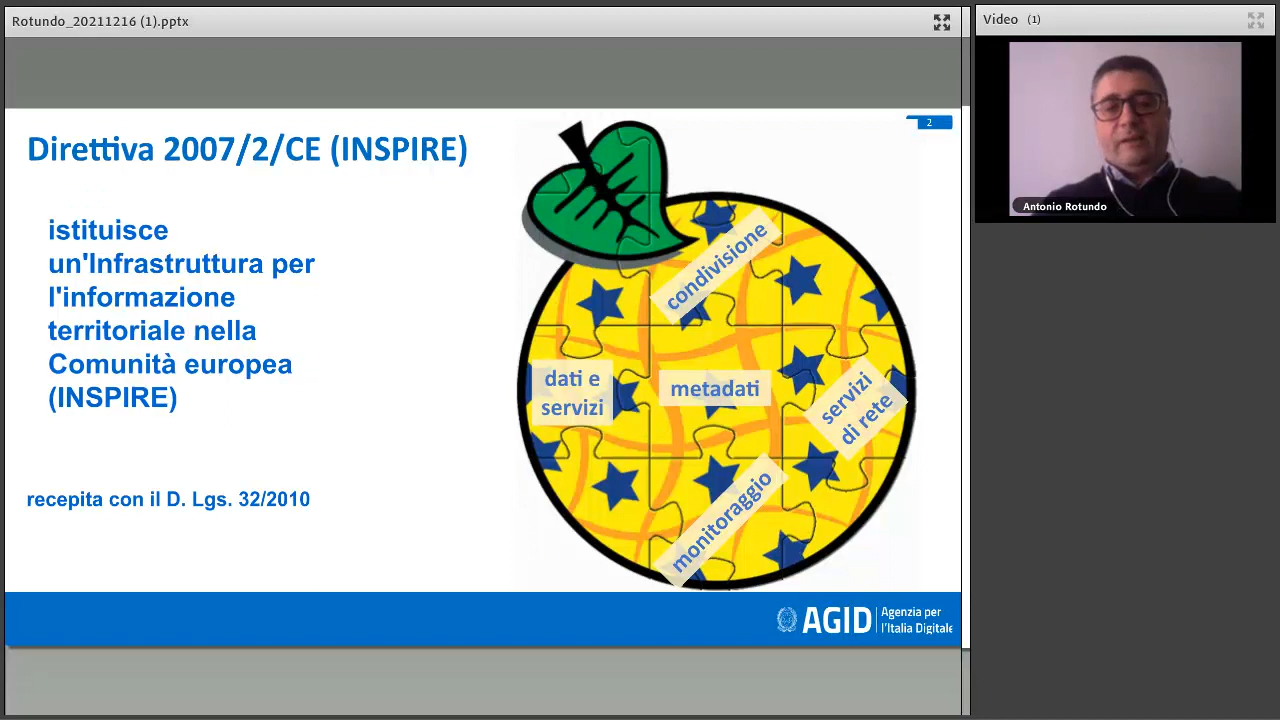 Rotundo_20211216 (1).pptx
Video (1)
Antonio Rotundo
2
Direttiva 2007/2/CE (INSPIRE)
istituisce
un'Infrastruttura per
l'informazione
territoriale nella
Comunità europea
(INSPIRE)
recepita con il D. Lgs. 32/2010
condivisione
dati e
servizi
metadati
servizi
di rete
monitoraggio
AGID
Agenzia per
l'Italia Digitale